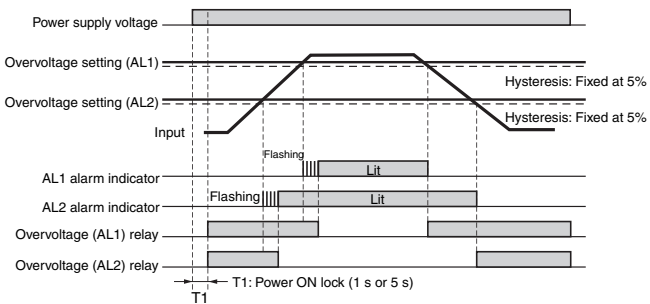 Power supply voltage
Overvoltage setting (AL1)
Hysteresis: Fixed at 5%
Overvoltage setting (AL2)
Hysteresis: Fixed at 5%
Input
Flashing
Lit
AL1 alarm indicator
Flashing
Lit
AL2 alarm indicator
Overvoltage (AL1) relay
Overvoltage (AL2) relay
T1: Power ON lock (1 s or 5 s)
T1